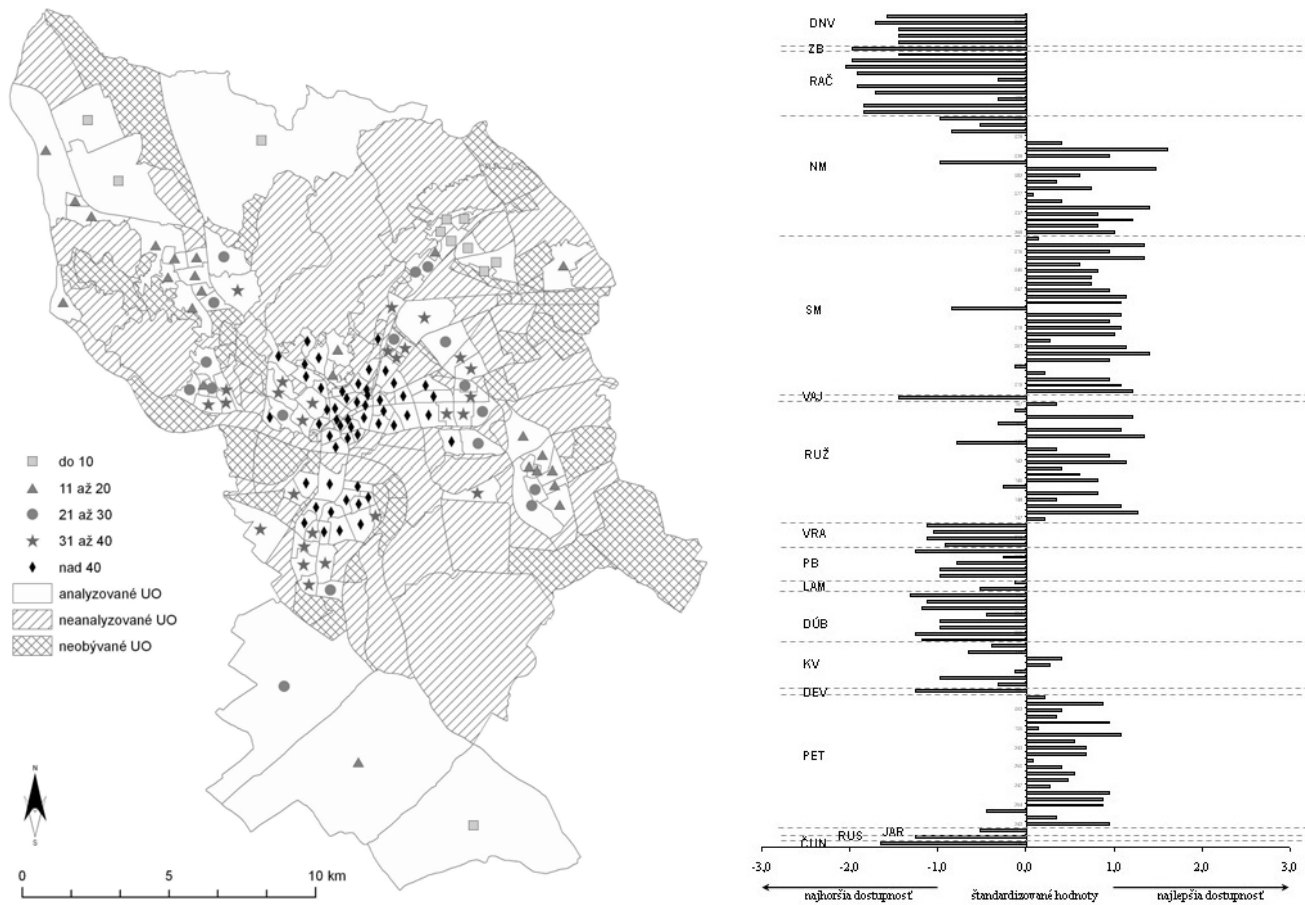 do 10
11 až 20
21 až 30
31 až 40
nad 40
analyzované UO
neanalyzované UO
neobývané UO
N
S
0 5 10 km
DNV
ZB
RAČ
NM
SM
VAJ
RUŽ
VRA
PB
LAM
DÚB
KV
DEV
PET
JAR
RUS
ČUN
-3,0 -2,0 -1,0 0,0 1,0 2,0 3,0
najhoršia dostupnosť štandardizované hodnoty najlepšia dostupnosť